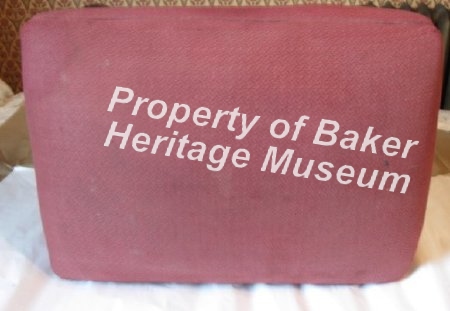 Property of Baker
Heritage Museum